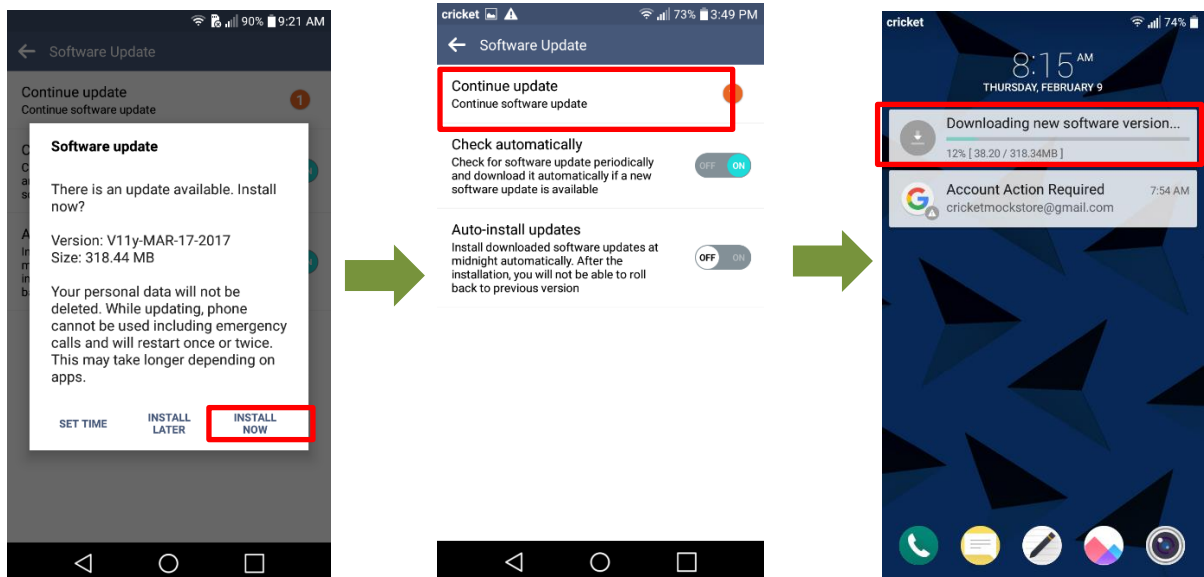 90% 9:21 AM
Software Update
Continue update
Continue software update
1
Software update
There is an update available. Install
now?
Version: V11y-MAR-17-2017
Size: 318.44 MB
Your personal data will not be
deleted. While updating, phone
cannot be used including emergency
calls and will restart once or twice.
This may take longer depending on
apps.
SET TIME
INSTALL
LATER
INSTALL
NOW
cricket 73% 3:49 PM
Software Update
Continue update
Continue software update
Check automatically
Check for software update periodically
and download it automatically if a new
software update is available
OFF ON
Auto-install updates
Install downloaded software updates at
midnight automatically. After the
installation, you will not be able to roll
back to previous version
OFF ON
cricket 74%
8:15 AM
THURSDAY, FEBRUARY 9
Downloading new software version...
12% [ 38.20 / 318.34MB ]
Account Action Required 7:54 AM
cricketmockstore@gmail.com